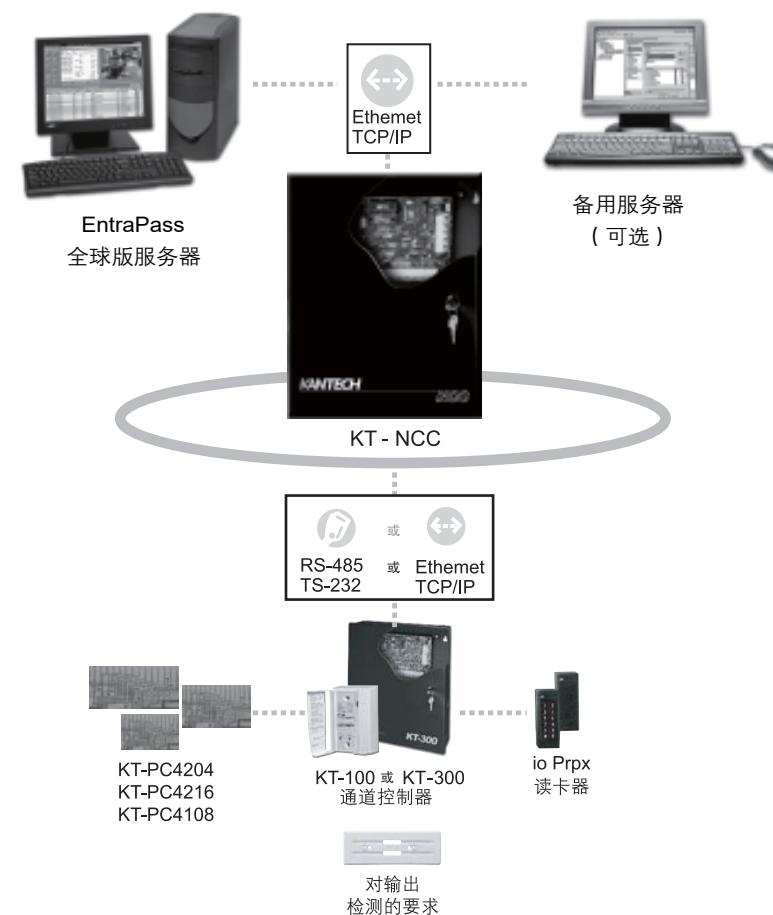 Ethemet
TCP/IP
EntraPass
全球版服务器
备用服务器
(可选)
KANTECH
KT - NCC
或
RS-485 或 Ethemet
TS-232 TCP/IP
KT-300
KT-PC4204
KT-PC4216
KT-PC4108
KT-100 或 KT-300
通道控制器
io Prpx
读卡器
对输出
检测的要求